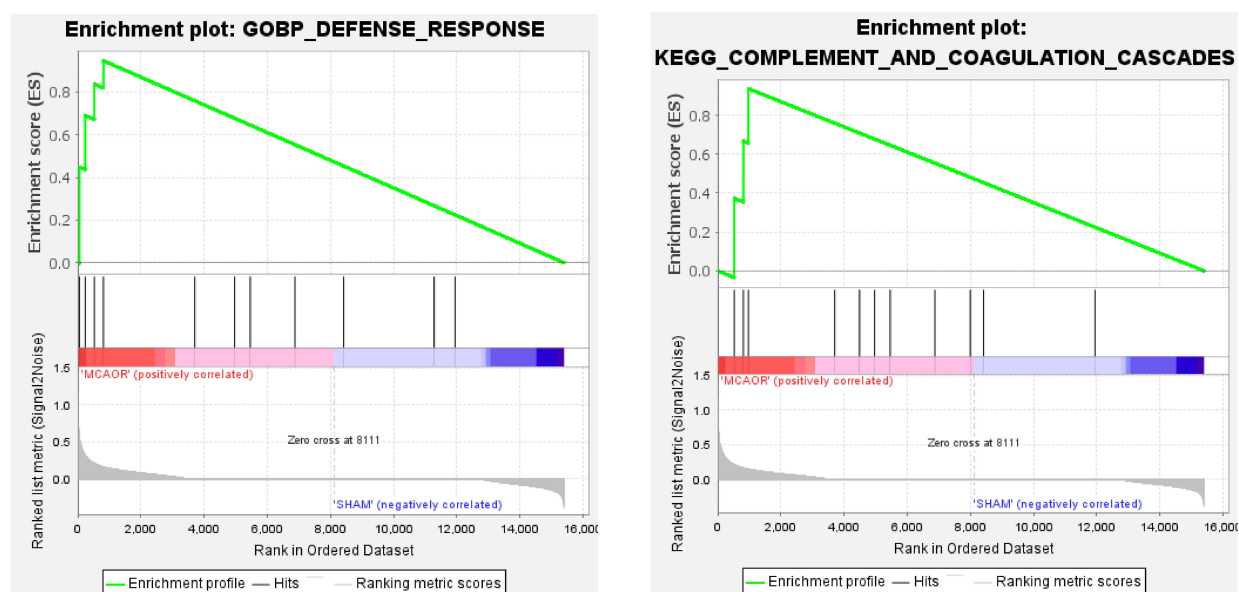 Enrichment plot: GOBP_DEFENSE_RESPONSE
Enrichment score (ES)
0.8
0.6
0.4
0.2
0.0
'MCAOR' (positively correlated)
Ranked list metric (Signal2Noise)
1.5
1.0
0.5
0.0
Zero cross at 8111
'SHAM' (negatively correlated)
0 2,000 4,000 6,000 8,000 10,000 12,000 14,000 16,000
Rank in Ordered Dataset
Enrichment profile Hits Ranking metric scores
Enrichment plot:
KEGG_COMPLEMENT_AND_COAGULATION_CASCADES
Enrichment score (ES)
0.8
0.6
0.4
0.2
0.0
'MCAOR' (positively correlated)
Ranked list metric (Signal2Noise)
1.5
1.0
0.5
0.0
Zero cross at 8111
'SHAM' (negatively correlated)
0 2,000 4,000 6,000 8,000 10,000 12,000 14,000 16,000
Rank in Ordered Dataset
Enrichment profile Hits Ranking metric scores